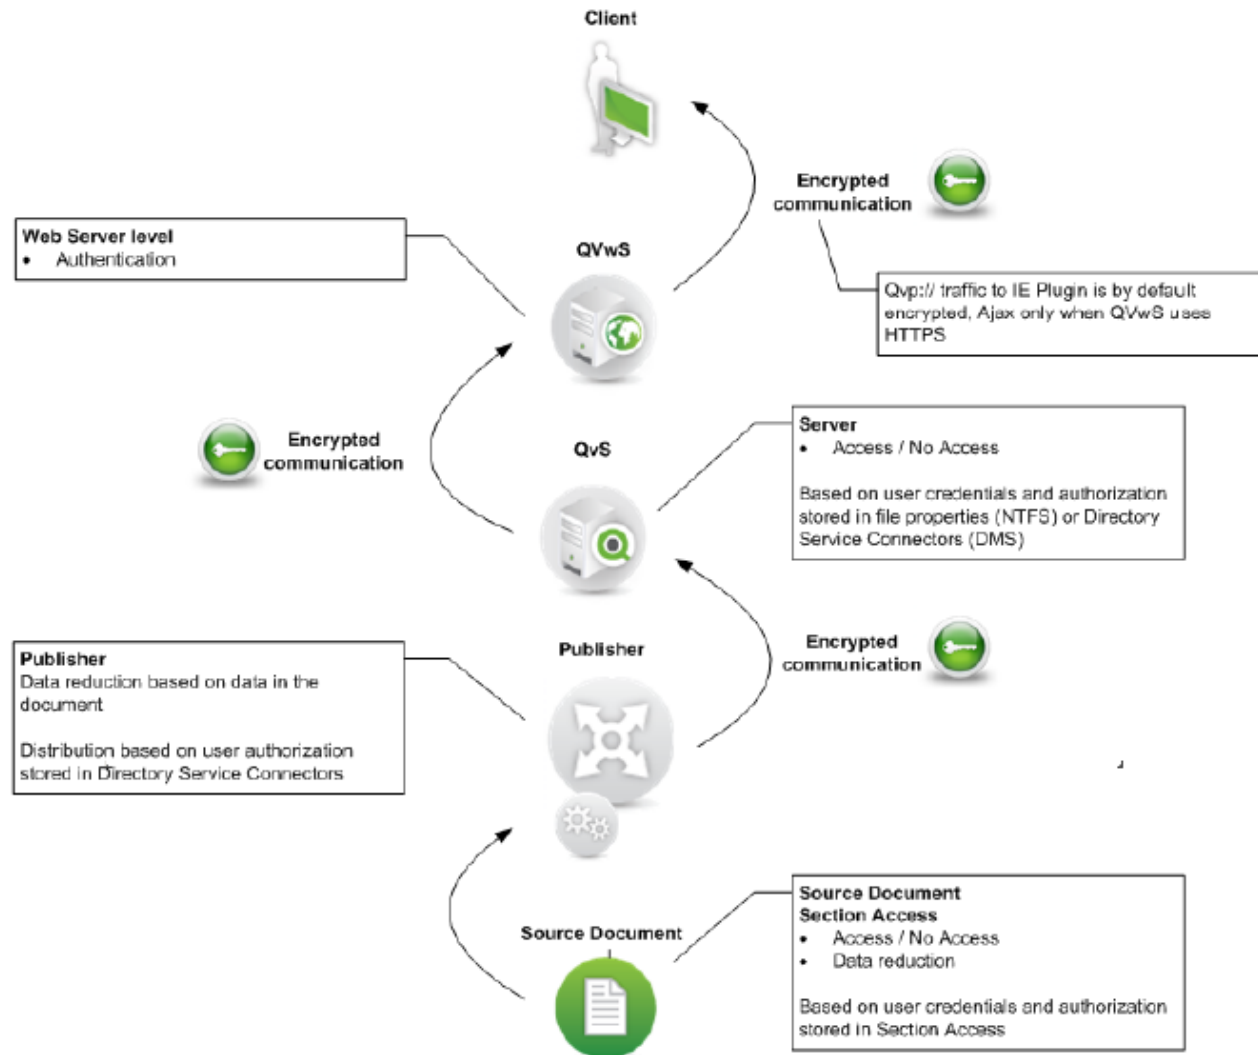 Client
Encrypted
communication
Web Server level
• Authentication
QVwS
Qvp:// traffic to IE Plugin is by default
encrypted, Ajax only when QVwS uses
HTTPS
Encrypted
communication
QvS
Server
• Access / No Access
Based on user credentials and authorization
stored in file properties (NTFS) or Directory
Service Connectors (DMS)
Publisher
Encrypted
communication
Publisher
Data reduction based on data in the
document
Distribution based on user authorization
stored in Directory Service Connectors
Source Document
Source Document
Section Access
• Access / No Access
• Data reduction
Based on user credentials and authorization
stored in Section Access